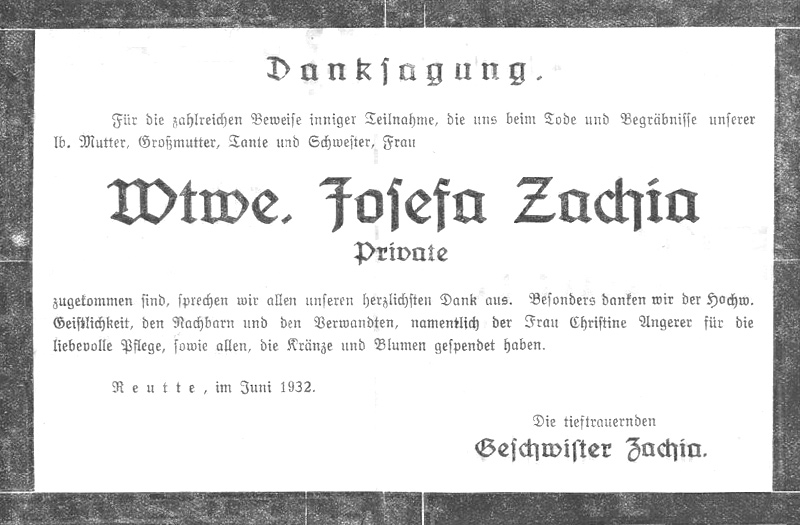 Danksagung.
Für die zahlreichen Beweise inniger Teilnahme, die uns beim Tode und Begräbnisse unserer
lb. Mutter, Großmutter, Tante und Schwester, Frau
Wtwe. Josefa Zachia
Private
zugekommen sind, sprechen wir allen unseren herzlichsten Dank aus. Besonders danken wir der Hochw.
Geistlichkeit, den Nachbarn und den Verwandten, namentlich der Frau Christine Angerer für die
liebevolle Pflege, sowie allen, die Kränze und Blumen gespendet haben.
Reutte, im Juni 1932.
Die tieftrauernden
Geschwister Zachia.